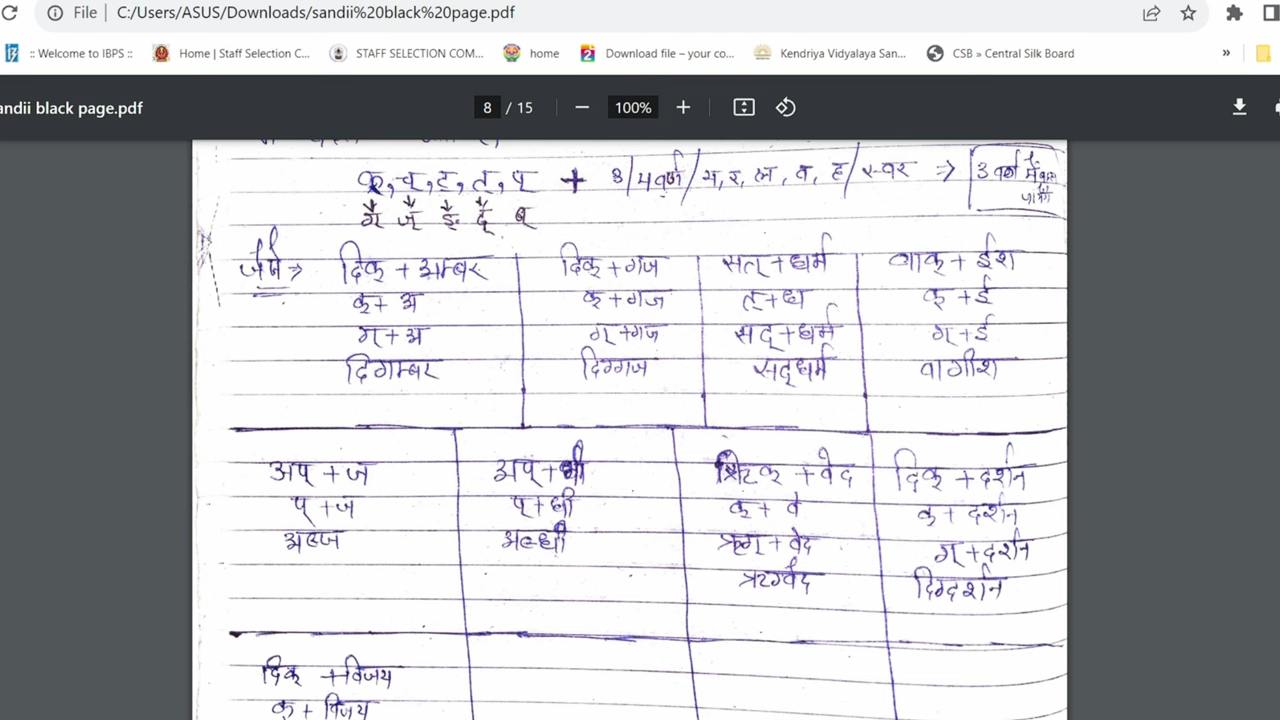 File | C:/Users/ASUS/Downloads/sandii%20black%20page.pdf
:: Welcome to IBPS :: Home | Staff Selection C... STAFF SELECTION COM... home Download file – your co... Kendriya Vidyalaya San... CSB » Central Silk Board »
andii black page.pdf 8 / 15 − 100% +
क्, च्, ट्, त्, प् + 3/4 वर्ण/ य, र, ल, व, ह/ स्वर ⇒ 3 वर्ण में
ग् ज् ड् द् ब्
जैसे ⇒ दिक् + अम्बर दिक् + गज सत् + धर्म वाक् + ईश
क् + अ क् + गज त् + ध क् + ई
ग् + अ ग् + गज सद् + धर्म ग् + ई
दिगम्बर दिग्गज सद्धर्म वागीश
अप् + ज अप् + धी ऋक् + वेद दिक् + दर्शन
प् + ज प् + धी क् + वे क् + दर्शन
अब्ज अब्धी ऋग् + वेद ग् + दर्शन
ऋग्वेद दिग्दर्शन
दिक् + विजय
क् + विजय